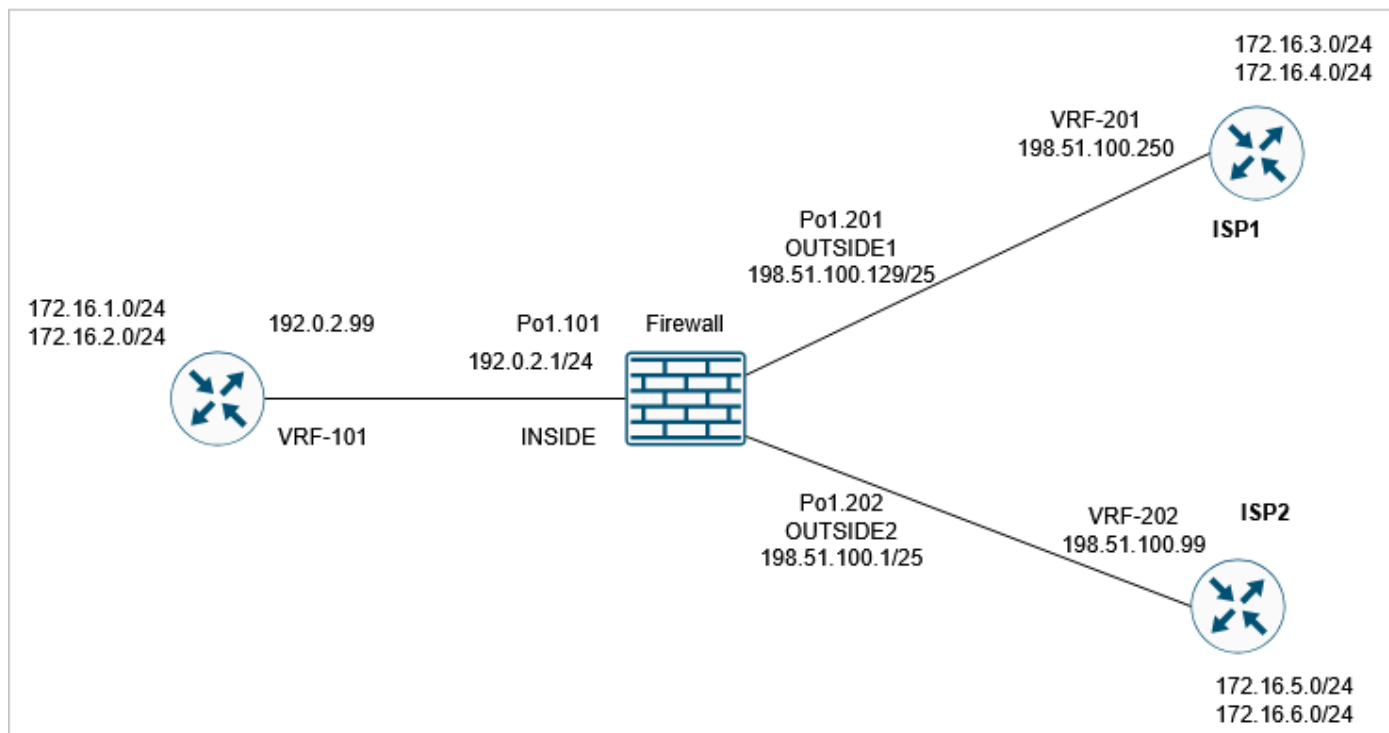 172.16.3.0/24
172.16.4.0/24
VRF-201
198.51.100.250
ISP1
Po1.201
OUTSIDE1
198.51.100.129/25
172.16.1.0/24
172.16.2.0/24
192.0.2.99
Po1.101
Firewall
192.0.2.1/24
VRF-101
INSIDE
Po1.202
OUTSIDE2
198.51.100.1/25
VRF-202
198.51.100.99
ISP2
172.16.5.0/24
172.16.6.0/24